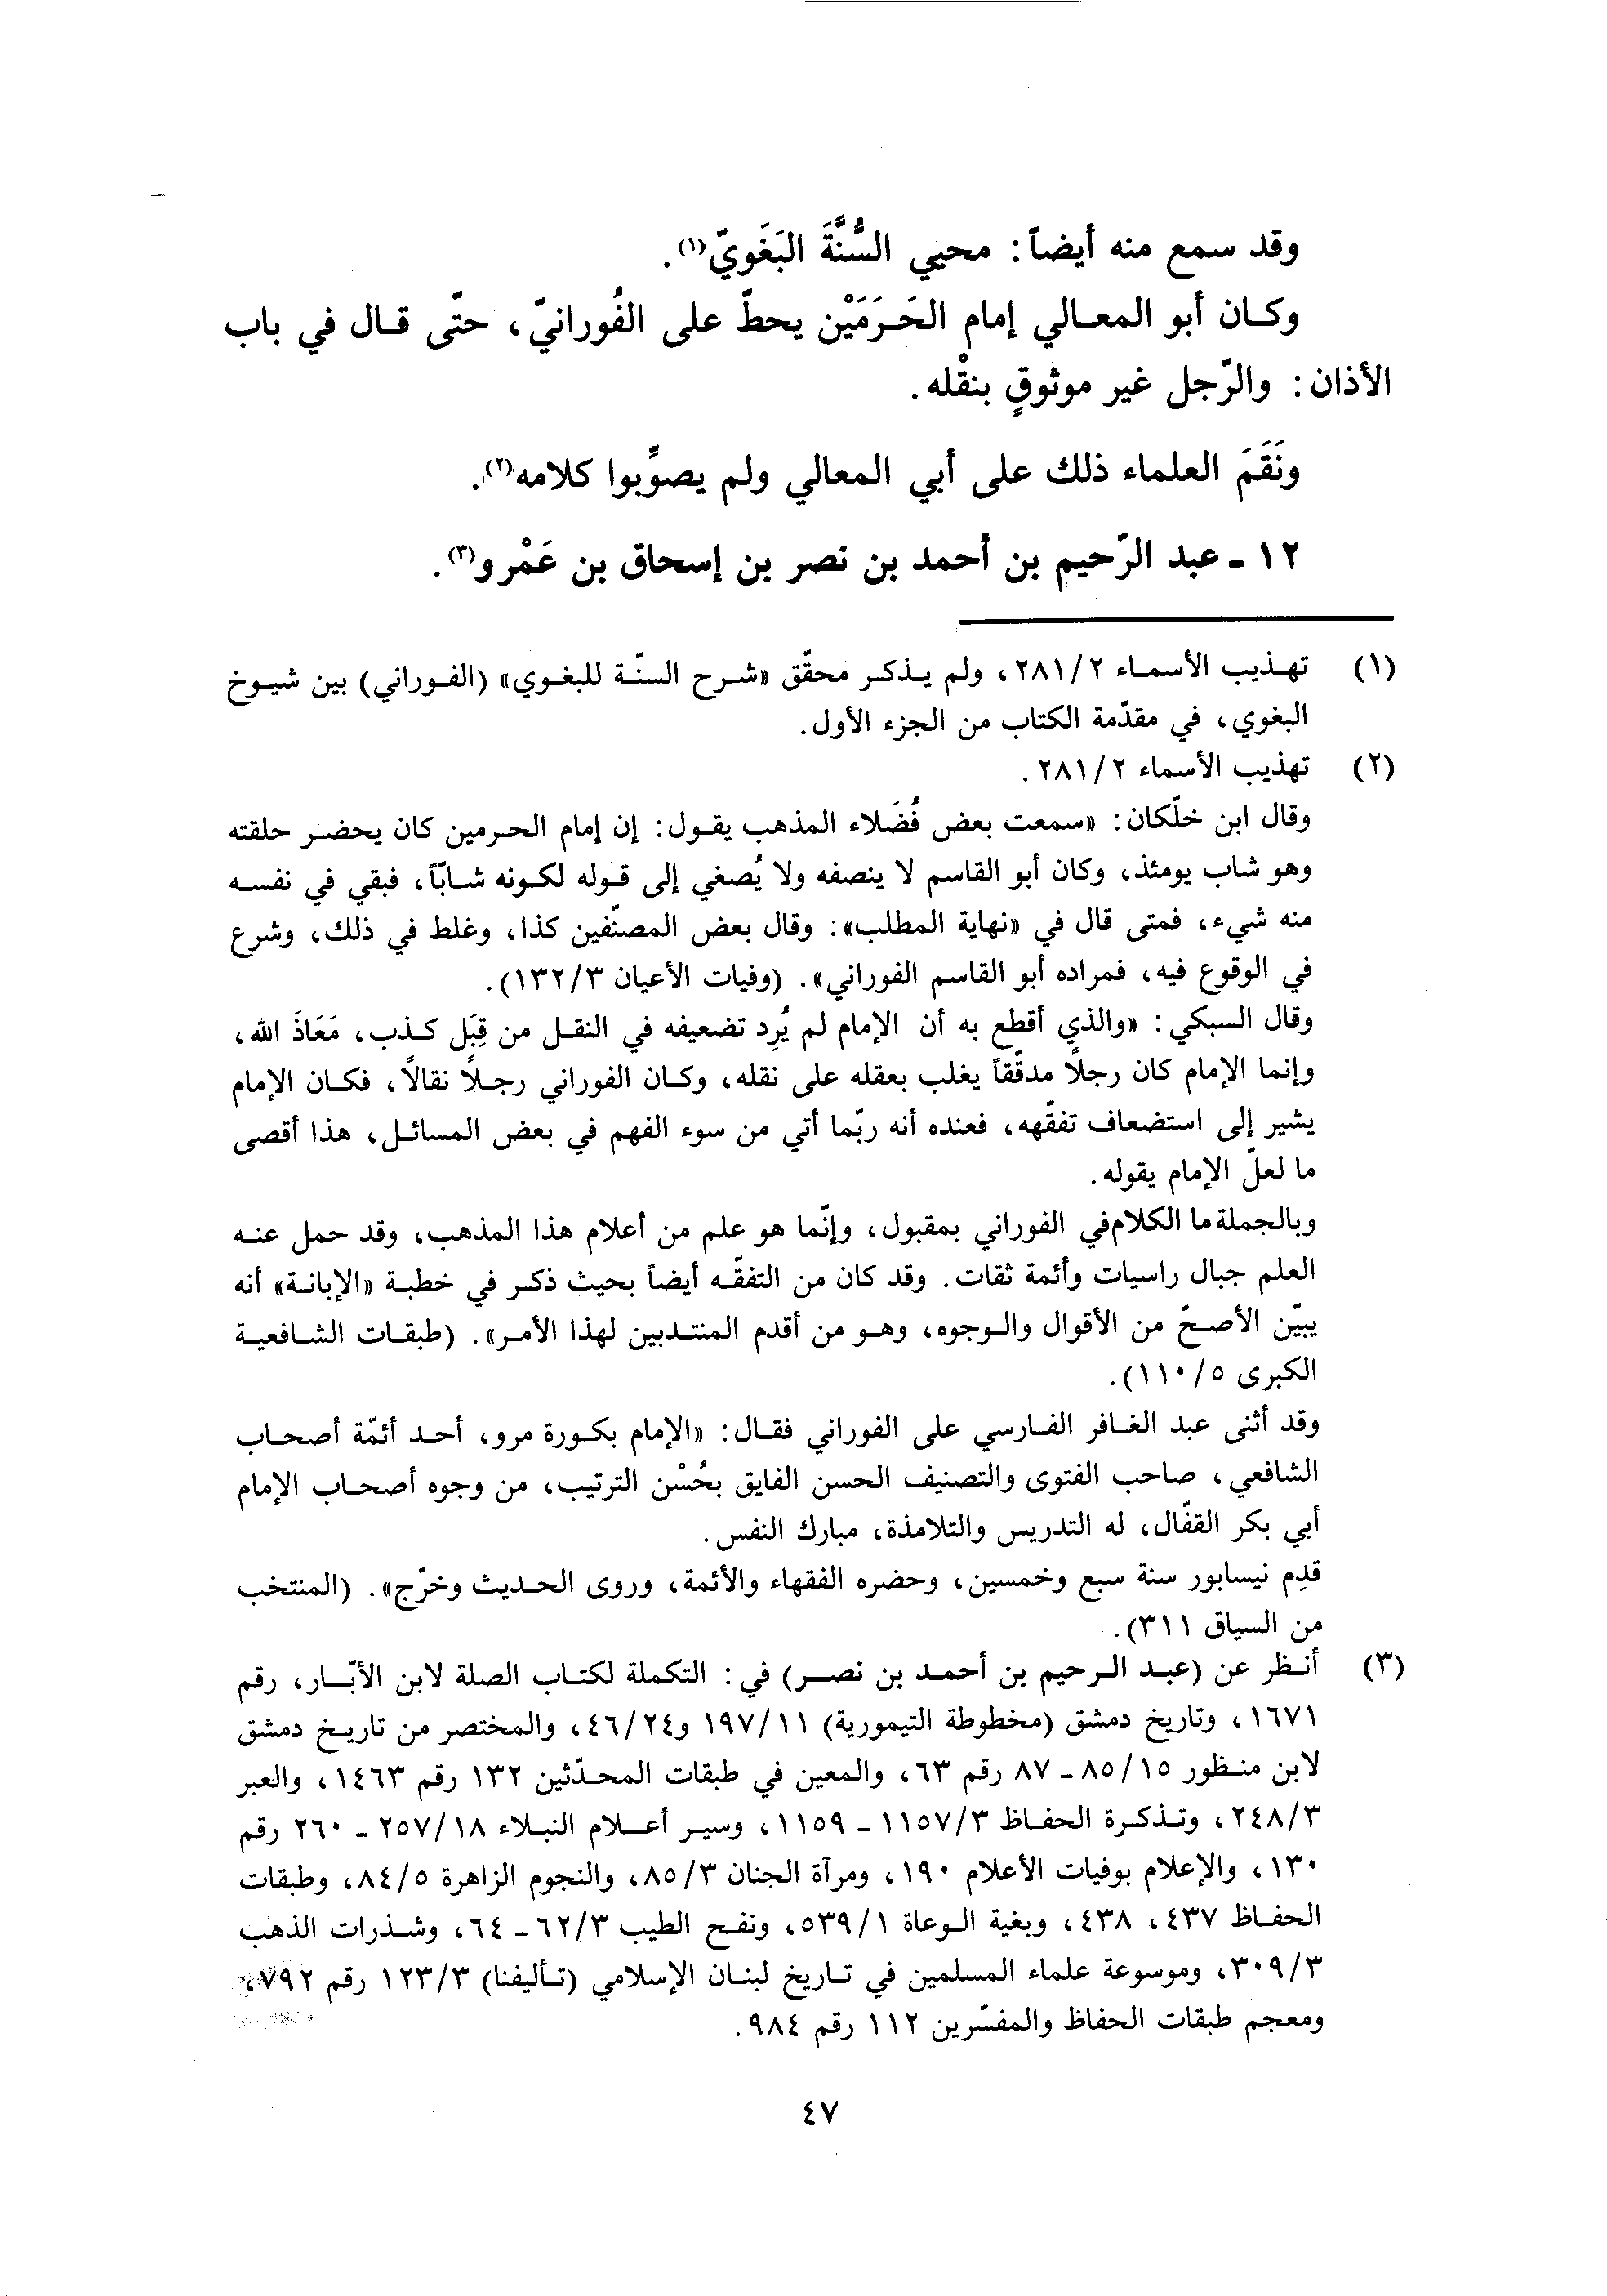 وقد سمع منه أيضاً: محيي السُّنَّةَ البَغَويّ(١).
وكان أبو المعالي إمام الحَرَمَيْن يحطّ على الفُورانيّ، حتّى قال في باب
الأذان: والرّجل غير موثوقٍ بنقْله.
ونَقَمَ العلماء ذلك على أبي المعالي ولم يصوِّبوا كلامه(٢).
١٢ - عبد الرّحيم بن أحمد بن نصر بن إسحاق بن عَمْرو(٣).
(١) تهذيب الأسماء ٢٨١/٢، ولم يذكر محقّق «شرح السنّة للبغوي» (الفوراني) بين شيوخ
البغوي، في مقدّمة الكتاب من الجزء الأول.
(٢) تهذيب الأسماء ٢٨١/٢.
وقال ابن خلّكان: «سمعت بعض فُضَلاء المذهب يقول: إن إمام الحرمين كان يحضر حلقته
وهو شاب يومئذ، وكان أبو القاسم لا ينصفه ولا يُصغي إلى قوله لكونه شابّاً، فبقي في نفسه
منه شيء، فمتى قال في «نهاية المطلب»: وقال بعض المصنّفين كذا، وغلط في ذلك، وشرع
في الوقوع فيه، فمراده أبو القاسم الفوراني». (وفيات الأعيان ١٣٢/٣).
وقال السبكي: «والذي أقطع به أن الإمام لم يُرِد تضعيفه في النقل من قِبَل كذب، مَعَاذَ الله،
وإنما الإمام كان رجلًا مدقّقاً يغلب بعقله على نقله، وكان الفوراني رجلًا نقالًا، فكان الإمام
يشير إلى استضعاف تفقّهه، فعنده أنه ربّما أتي من سوء الفهم في بعض المسائل، هذا أقصى
ما لعلّ الإمام يقوله.
وبالجملة ما الكلام في الفوراني بمقبول، وإنّما هو علم من أعلام هذا المذهب، وقد حمل عنه
العلم جبال راسيات وأئمة ثقات. وقد كان من التفقّه أيضاً بحيث ذكر في خطبة «الإبانة» أنه
يبيّن الأصحّ من الأقوال والوجوه، وهو من أقدم المنتدبين لهذا الأمر». (طبقات الشافعية
الكبرى ١١٠/٥).
وقد أثنى عبد الغافر الفارسي على الفوراني فقال: «الإمام بكورة مرو، أحد أئمّة أصحاب
الشافعي، صاحب الفتوى والتصنيف الحسن الفايق بحُسْن الترتيب، من وجوه أصحاب الإمام
أبي بكر القفّال، له التدريس والتلامذة، مبارك النفس.
قدِم نيسابور سنة سبع وخمسين، وحضره الفقهاء والأئمة، وروى الحديث وخرّج». (المنتخب
من السياق ٣١١).
(٣) أنظر عن (عبد الرحيم بن أحمد بن نصر) في: التكملة لكتاب الصلة لابن الأبّار، رقم
١٦٧١، وتاريخ دمشق (مخطوطة التيمورية) ١٩٧/١١ و٤٦/٢٤، والمختصر من تاريخ دمشق
لابن منظور ٨٥/١٥ - ٨٧ رقم ٦٣، والمعين في طبقات المحدّثين ١٣٢ رقم ١٤٦٣، والعبر
٢٤٨/٣، وتذكرة الحفاظ ١١٥٧/٣ - ١١٥٩، وسير أعلام النبلاء ٢٥٧/١٨ - ٢٦٠ رقم
١٣٠، والإعلام بوفيات الأعلام ١٩٠، ومرآة الجنان ٨٥/٣، والنجوم الزاهرة ٨٤/٥، وطبقات
الحفاظ ٤٣٧، ٤٣٨، وبغية الوعاة ٥٣٩/١، ونفح الطيب ٦٢/٣ - ٦٤، وشذرات الذهب
٣٠٩/٣، وموسوعة علماء المسلمين في تاريخ لبنان الإسلامي (تأليفنا) ١٢٣/٣ رقم ٧٩٢،
ومعجم طبقات الحفاظ والمفسّرين ١١٢ رقم ٩٨٤.
٤٧